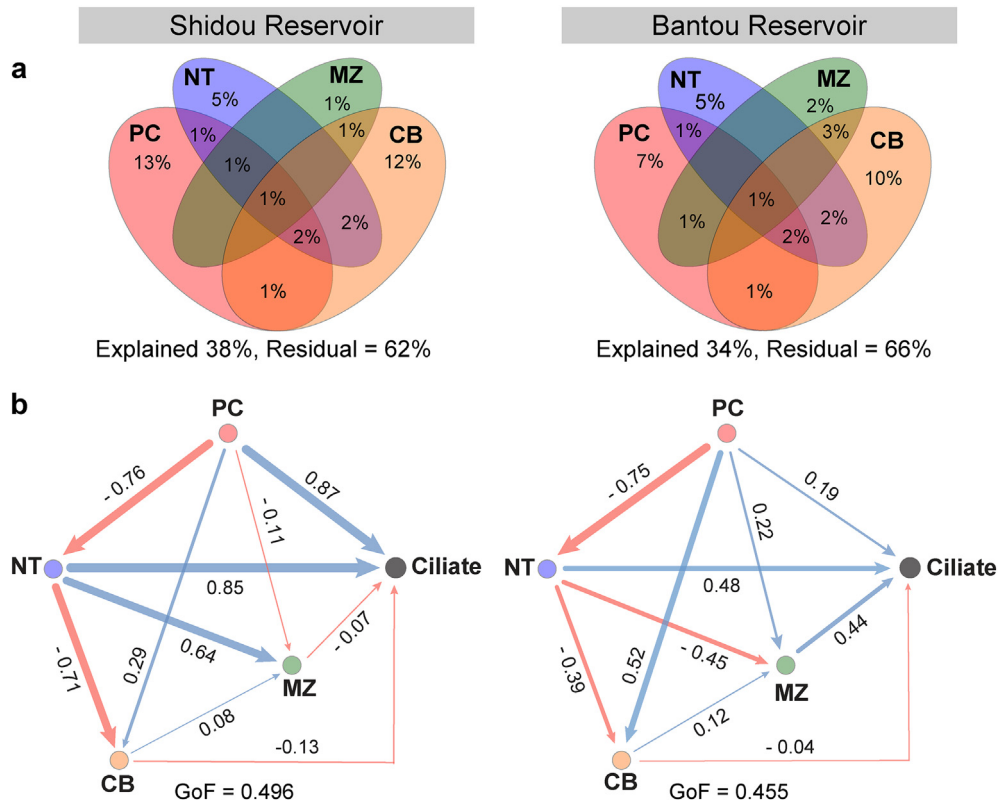 Shidou Reservoir
Bantou Reservoir
a
NT
MZ
5%
1%
PC
1%
1%
CB
13%
1%
12%
1%
2%
2%
1%
Explained 38%, Residual = 62%
NT
MZ
5%
2%
PC
1%
3%
CB
7%
10%
1%
1%
2%
2%
1%
Explained 34%, Residual = 66%
b
PC
- 0.76
0.87
- 0.11
NT
Ciliate
0.85
0.64
- 0.07
- 0.71
0.29
MZ
0.08
-0.13
CB
GoF = 0.496
PC
- 0.75
0.19
0.22
NT
Ciliate
0.48
0.44
- 0.45
- 0.39
0.52
MZ
0.12
- 0.04
CB
GoF = 0.455